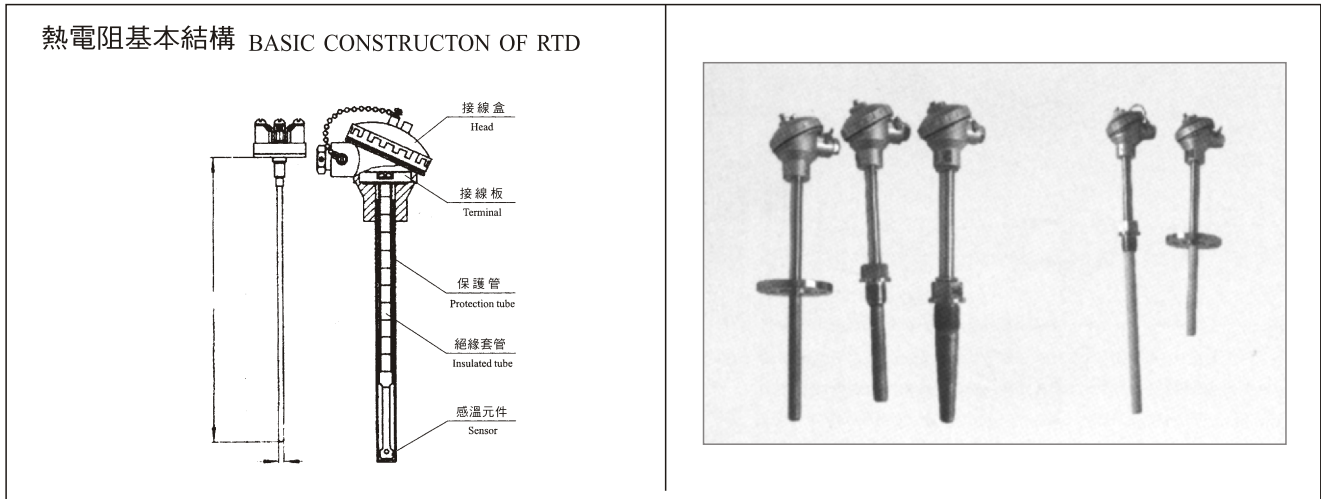 熱電阻基本結構 BASIC CONSTRUCTON OF RTD
接線盒
Head
接線板
Terminal
保護管
Protection tube
絕緣套管
Insulated tube
感溫元件
Sensor